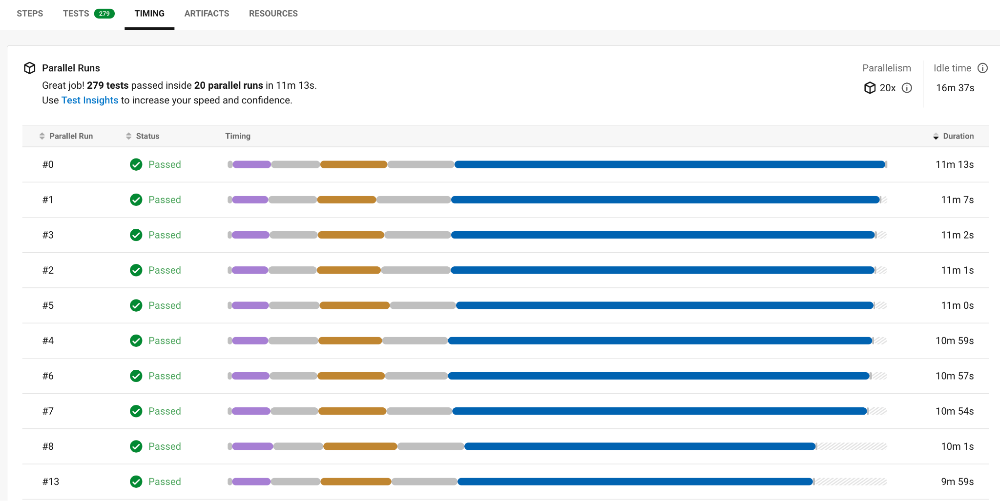 STEPS TESTS 279 TIMING ARTIFACTS RESOURCES
Parallel Runs
Great job! 279 tests passed inside 20 parallel runs in 11m 13s.
Use Test Insights to increase your speed and confidence.
Parallelism Idle time
20x 16m 37s
Parallel Run Status Timing Duration
#0 Passed 11m 13s
#1 Passed 11m 7s
#3 Passed 11m 2s
#2 Passed 11m 1s
#5 Passed 11m 0s
#4 Passed 10m 59s
#6 Passed 10m 57s
#7 Passed 10m 54s
#8 Passed 10m 1s
#13 Passed 9m 59s